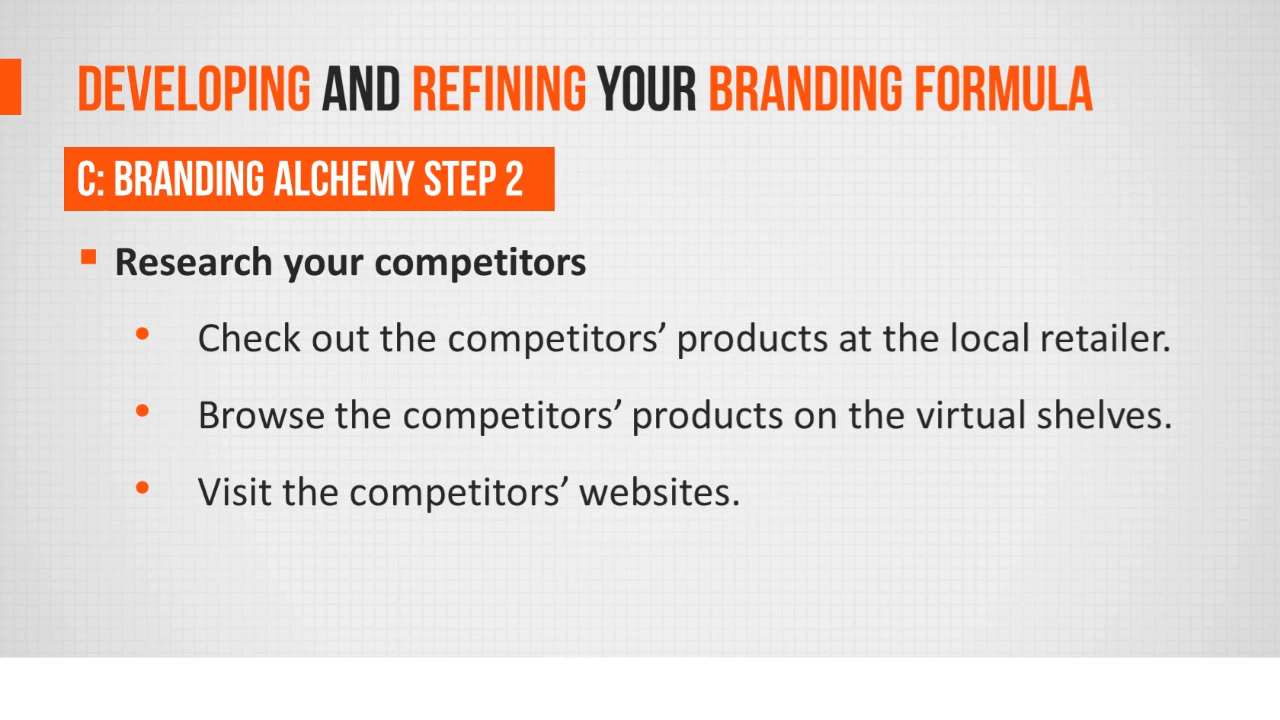 DEVELOPING AND REFINING YOUR BRANDING FORMULA
C: BRANDING ALCHEMY STEP 2
▪ Research your competitors
• Check out the competitors’ products at the local retailer.
• Browse the competitors’ products on the virtual shelves.
• Visit the competitors’ websites.